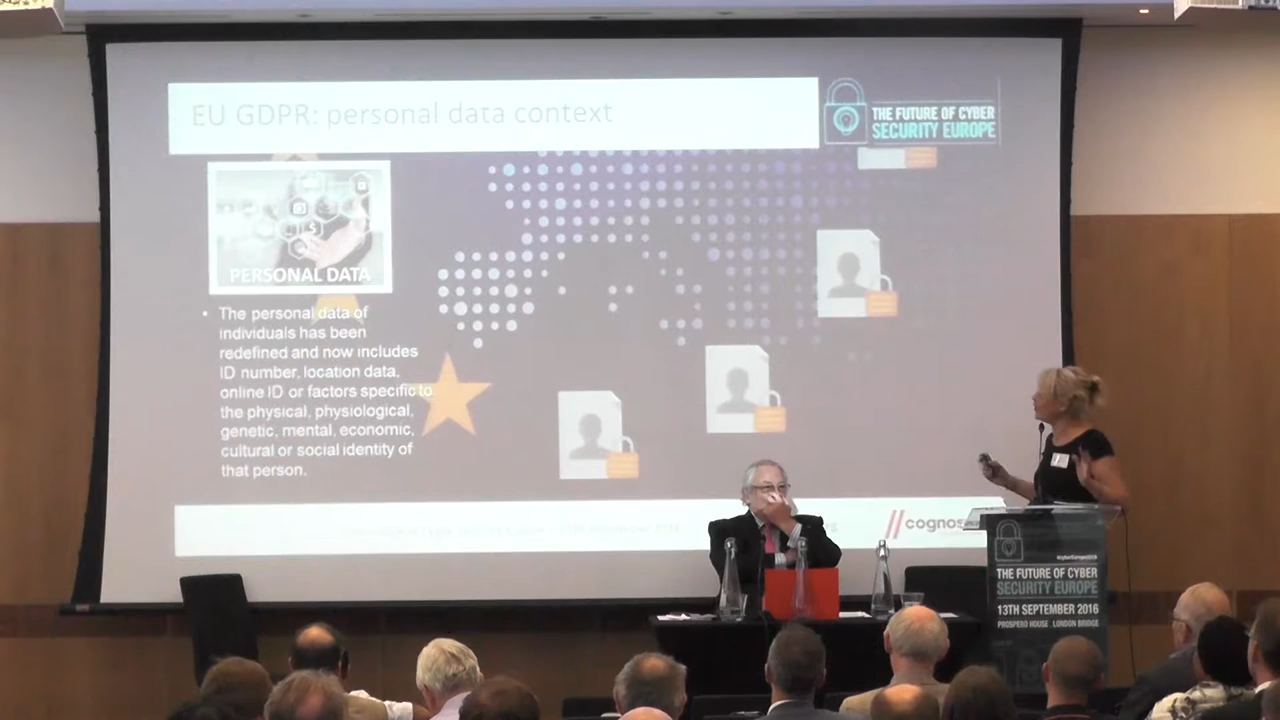 EU GDPR: personal data context
THE FUTURE OF CYBER
SECURITY EUROPE
PERSONAL DATA
• The personal data of
individuals has been
redefined and now includes
ID number, location data,
online ID or factors specific to
the physical, physiological,
genetic, mental, economic,
cultural or social identity of
that person.
cognos
#cyberEurope2016
THE FUTURE OF CYBER
SECURITY EUROPE
13TH SEPTEMBER 2016
PROSPERO HOUSE . LONDON BRIDGE